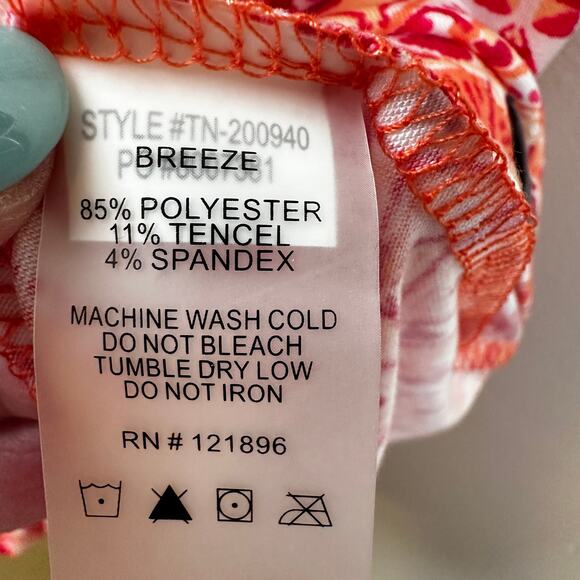 STYLE #TN-200940
BREEZE
85% POLYESTER
11% TENCEL
4% SPANDEX
MACHINE WASH COLD
DO NOT BLEACH
TUMBLE DRY LOW
DO NOT IRON
RN # 121896